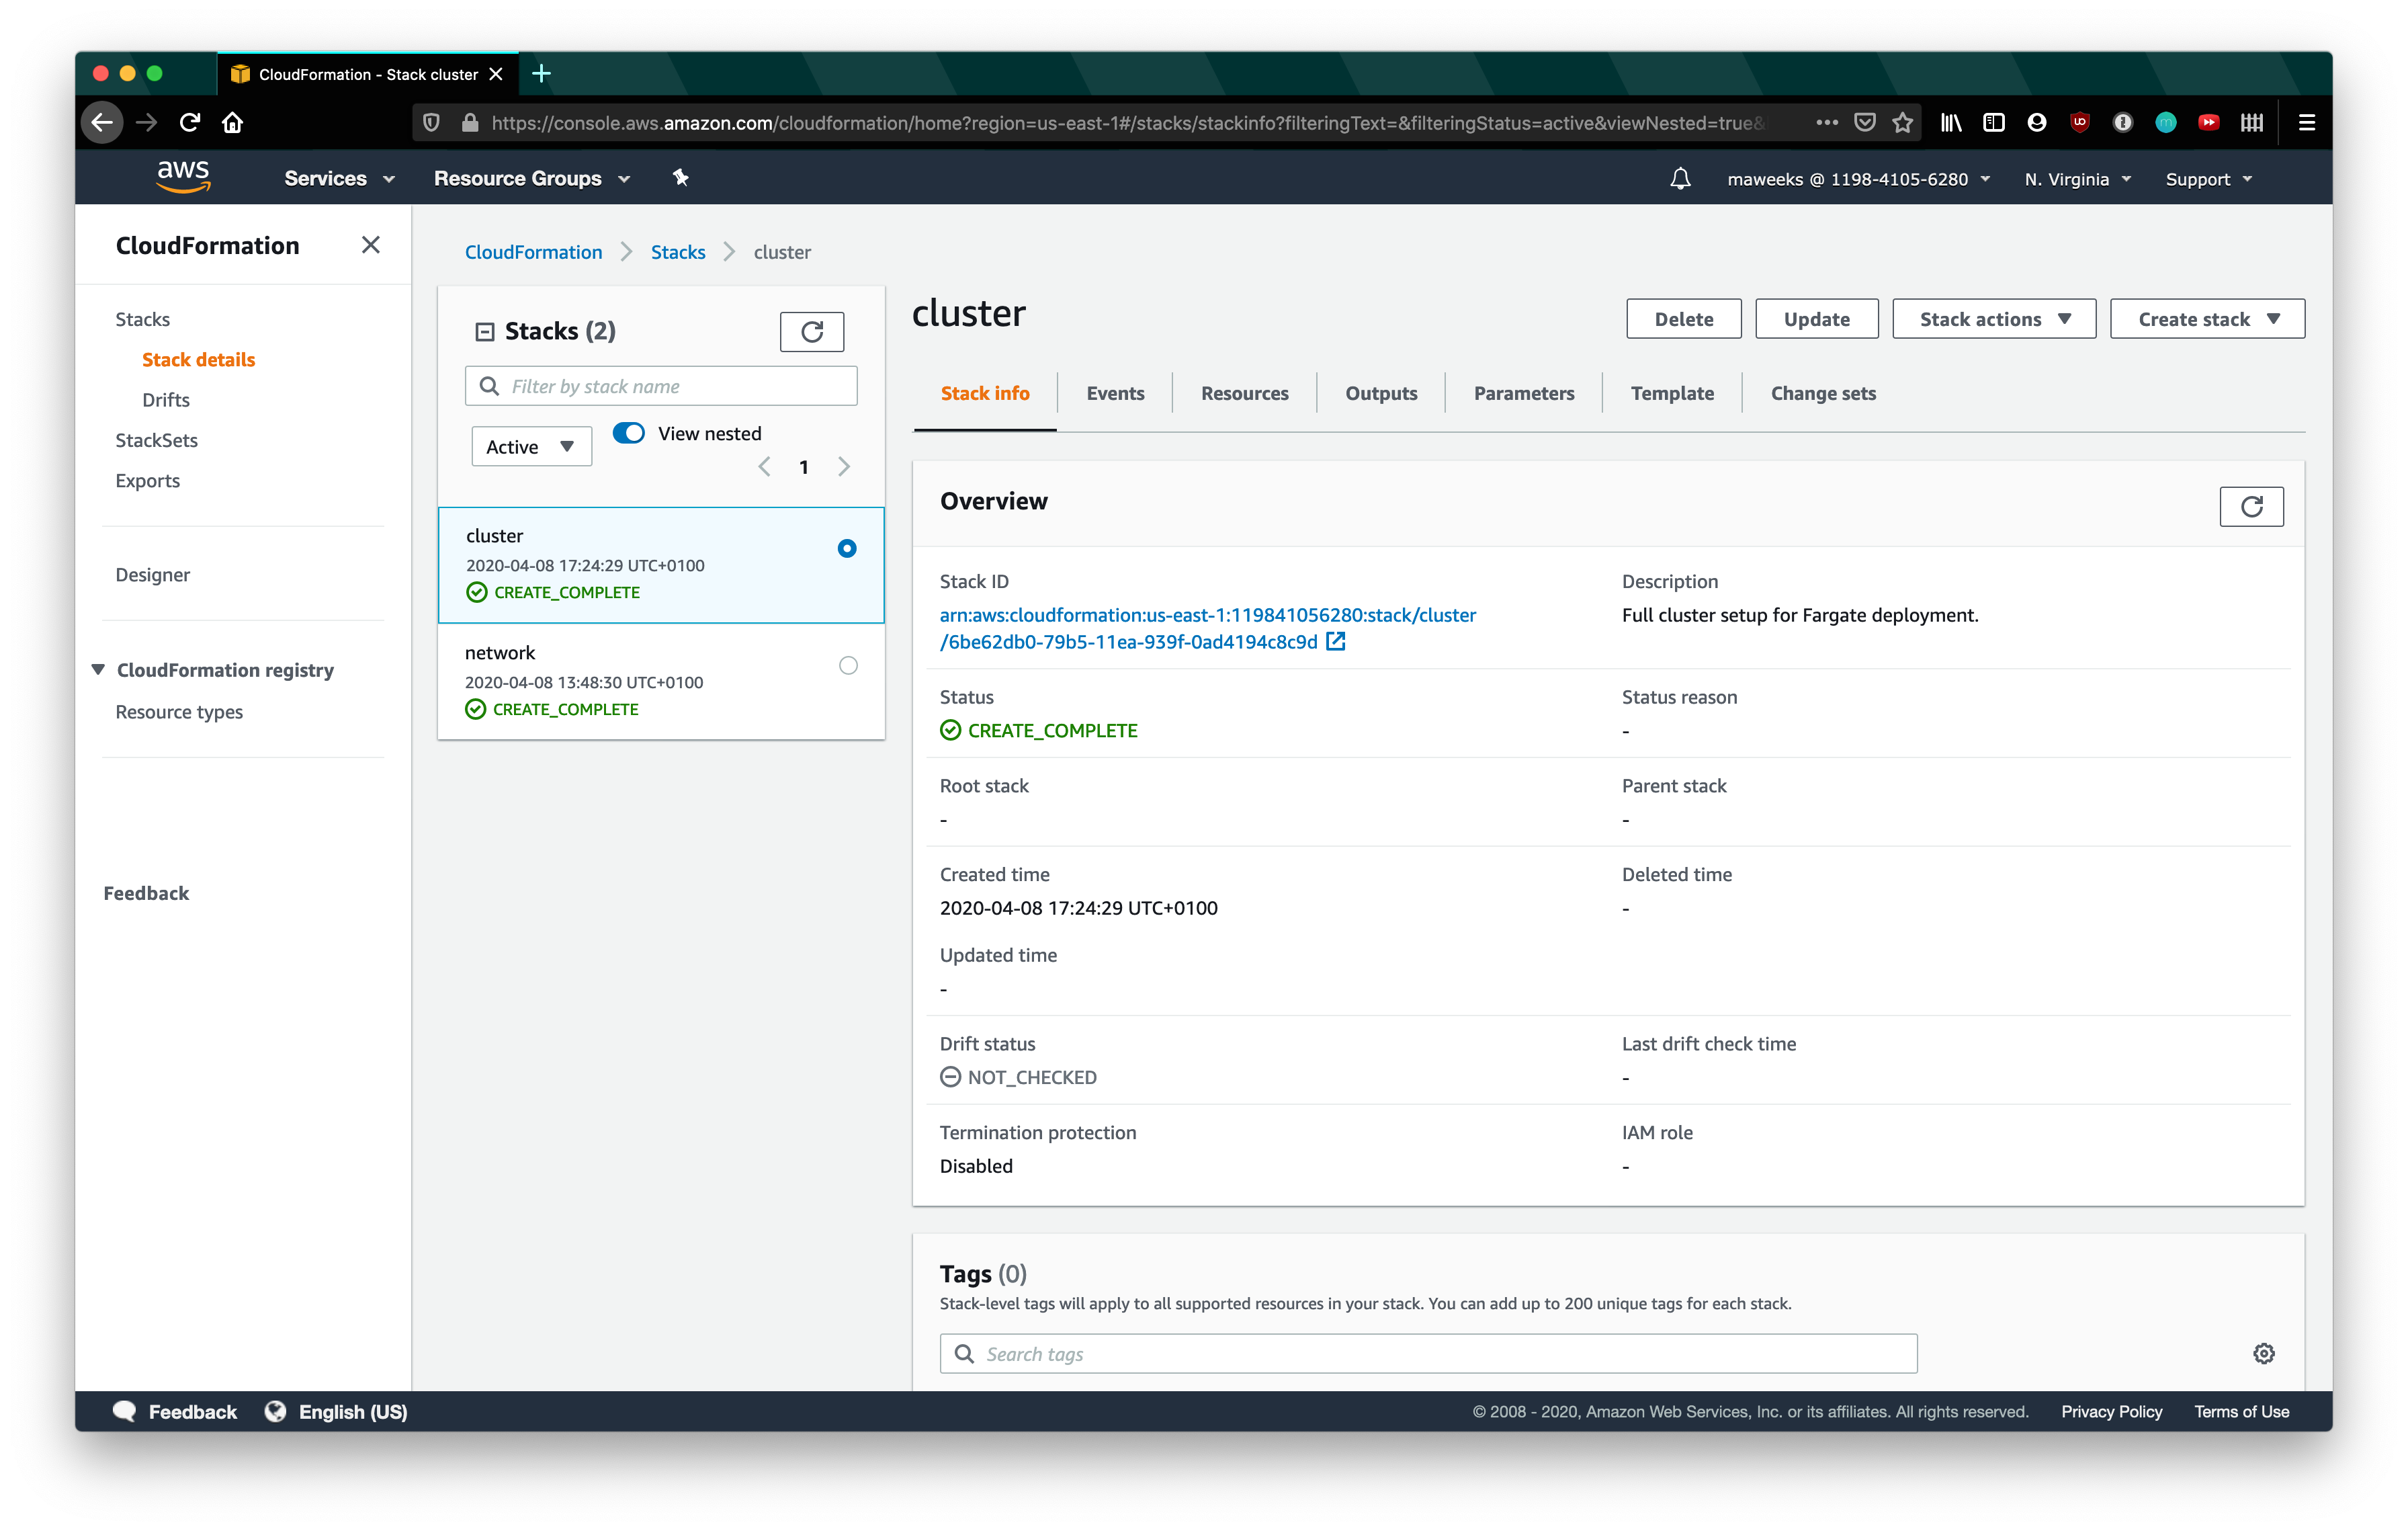 CloudFormation - Stack cluster
https://console.aws.amazon.com/cloudformation/home?region=us-east-1#/stacks/stackinfo?filteringText=&filteringStatus=active&viewNested=true&
aws
Services
Resource Groups
maweeks @ 1198-4105-6280
N. Virginia
Support
CloudFormation
Stacks
Stack details
Drifts
StackSets
Exports
Designer
CloudFormation registry
Resource types
Feedback
CloudFormation
Stacks
cluster
Stacks (2)
Filter by stack name
Active
View nested
1
cluster
2020-04-08 17:24:29 UTC+0100
CREATE_COMPLETE
network
2020-04-08 13:48:30 UTC+0100
CREATE_COMPLETE
cluster
Delete
Update
Stack actions
Create stack
Stack info
Events
Resources
Outputs
Parameters
Template
Change sets
Overview
Stack ID
arn:aws:cloudformation:us-east-1:119841056280:stack/cluster
/6be62db0-79b5-11ea-939f-0ad4194c8c9d
Description
Full cluster setup for Fargate deployment.
Status
CREATE_COMPLETE
Status reason
-
Root stack
-
Parent stack
-
Created time
2020-04-08 17:24:29 UTC+0100
Deleted time
-
Updated time
-
Drift status
NOT_CHECKED
Last drift check time
-
Termination protection
Disabled
IAM role
-
Tags (0)
Stack-level tags will apply to all supported resources in your stack. You can add up to 200 unique tags for each stack.
Search tags
Feedback
English (US)
© 2008 - 2020, Amazon Web Services, Inc. or its affiliates. All rights reserved.
Privacy Policy
Terms of Use